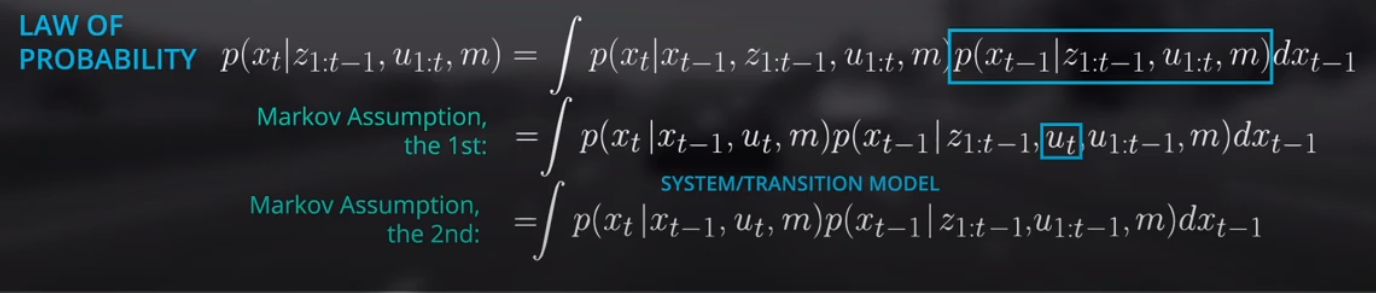 LAW OF
PROBABILITY p(x_t|z_{1:t−1}, u_{1:t}, m) = ∫ p(x_t|x_{t−1}, z_{1:t−1}, u_{1:t}, m)p(x_{t−1}|z_{1:t−1}, u_{1:t}, m)dx_{t−1}
Markov Assumption,
the 1st: = ∫ p(x_t|x_{t−1}, u_t, m)p(x_{t−1}|z_{1:t−1}, u_t, u_{1:t−1}, m)dx_{t−1}
SYSTEM/TRANSITION MODEL
Markov Assumption,
the 2nd: = ∫ p(x_t|x_{t−1}, u_t, m)p(x_{t−1}|z_{1:t−1}, u_{1:t−1}, m)dx_{t−1}